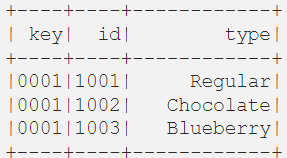 +----+----+------------+
| key|  id|        type|
+----+----+------------+
|0001|1001|     Regular|
|0001|1002|   Chocolate|
|0001|1003|   Blueberry|
+----+----+------------+